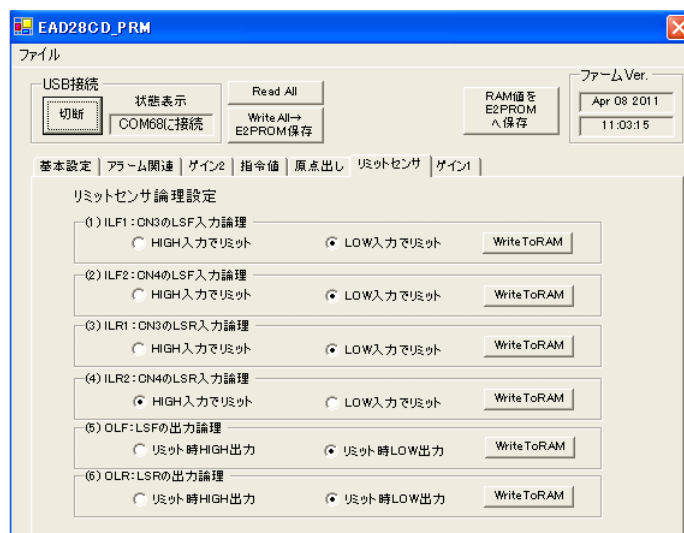 EAD28CD_PRM
ファイル
USB接続
切断
状態表示
COM68に接続
Read All
Write All→
E2PROM保存
RAM値を
E2PROM
へ保存
ファームVer.
Apr 08 2011
11:03:15
基本設定 アラーム関連 ゲイン2 指令値 原点出し リミットセンサ ゲイン1
リミットセンサ論理設定
(1) ILF1:CN3のLSF入力論理
HIGH入力でリミット LOW入力でリミット WriteToRAM
(2) ILF2:CN4のLSF入力論理
HIGH入力でリミット LOW入力でリミット WriteToRAM
(3) ILR1:CN3のLSR入力論理
HIGH入力でリミット LOW入力でリミット WriteToRAM
(4) ILR2:CN4のLSR入力論理
HIGH入力でリミット LOW入力でリミット WriteToRAM
(5) OLF:LSFの出力論理
リミット時HIGH出力 リミット時LOW出力 WriteToRAM
(6) OLR:LSRの出力論理
リミット時HIGH出力 リミット時LOW出力 WriteToRAM